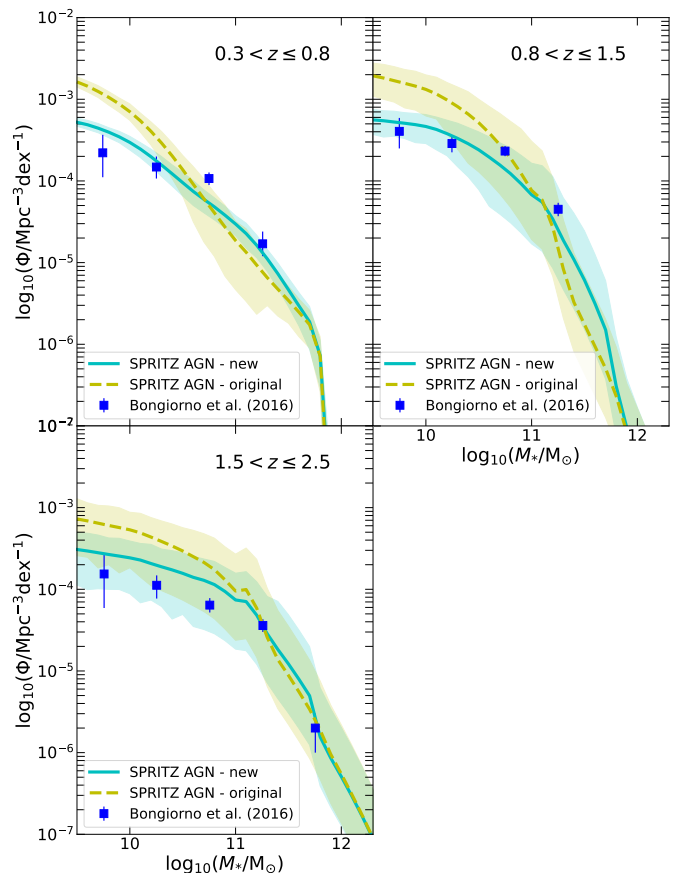 10⁻²
10⁻³
10⁻⁴
10⁻⁵
10⁻⁶
10⁻²
log₁₀(Φ/Mpc⁻³dex⁻¹)
0.3 < z ≤ 0.8
SPRITZ AGN - new
SPRITZ AGN - original
Bongiorno et al. (2016)
0.8 < z ≤ 1.5
SPRITZ AGN - new
SPRITZ AGN - original
Bongiorno et al. (2016)
10 11 12
log₁₀(M*/M⊙)
10⁻³
10⁻⁴
10⁻⁵
10⁻⁶
10⁻⁷
log₁₀(Φ/Mpc⁻³dex⁻¹)
1.5 < z ≤ 2.5
SPRITZ AGN - new
SPRITZ AGN - original
Bongiorno et al. (2016)
10 11 12
log₁₀(M*/M⊙)